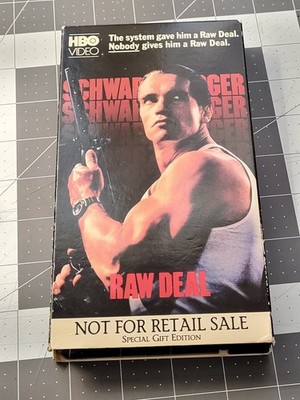 HBO
VIDEO
The system gave him a Raw Deal.
Nobody gives him a Raw Deal.
SCHWARZENEGGER
SCHWARZENEGGER
SCHWARZENEGGER
RAW DEAL
NOT FOR RETAIL SALE
SPECIAL GIFT EDITION